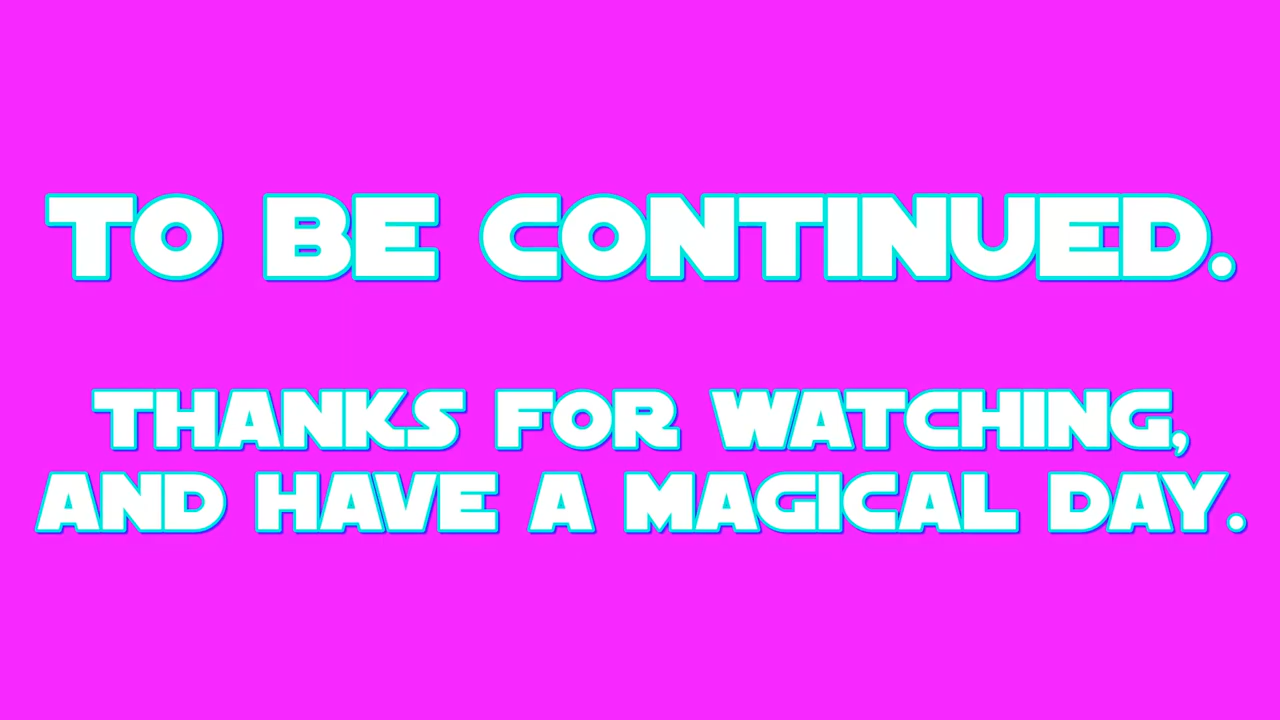 TO BE CONTINUED.
THANKS FOR WATCHING,
AND HAVE A MAGICAL DAY.